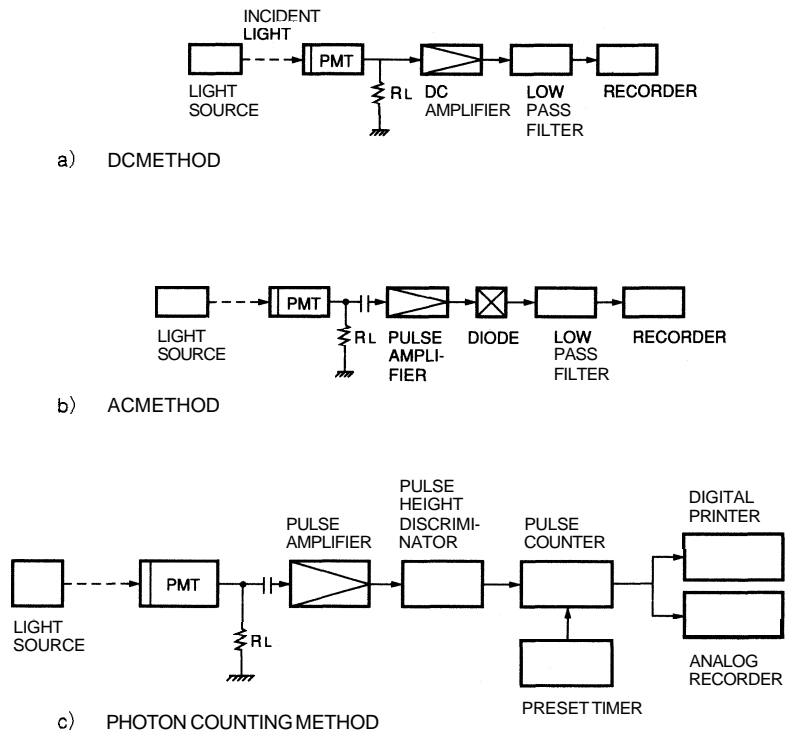 INCIDENT
LIGHT
PMT
RL
LIGHT
SOURCE
DC
AMPLIFIER
LOW
PASS
FILTER
RECORDER
a) DCMETHOD
PMT
LIGHT
SOURCE
RL
PULSE
AMPLI-
FIER
DIODE
LOW
PASS
FILTER
RECORDER
b) ACMETHOD
PULSE
AMPLIFIER
PULSE
HEIGHT
DISCRIMI-
NATOR
PULSE
COUNTER
DIGITAL
PRINTER
PMT
LIGHT
SOURCE
RL
ANALOG
RECORDER
PRESET TIMER
c) PHOTON COUNTING METHOD